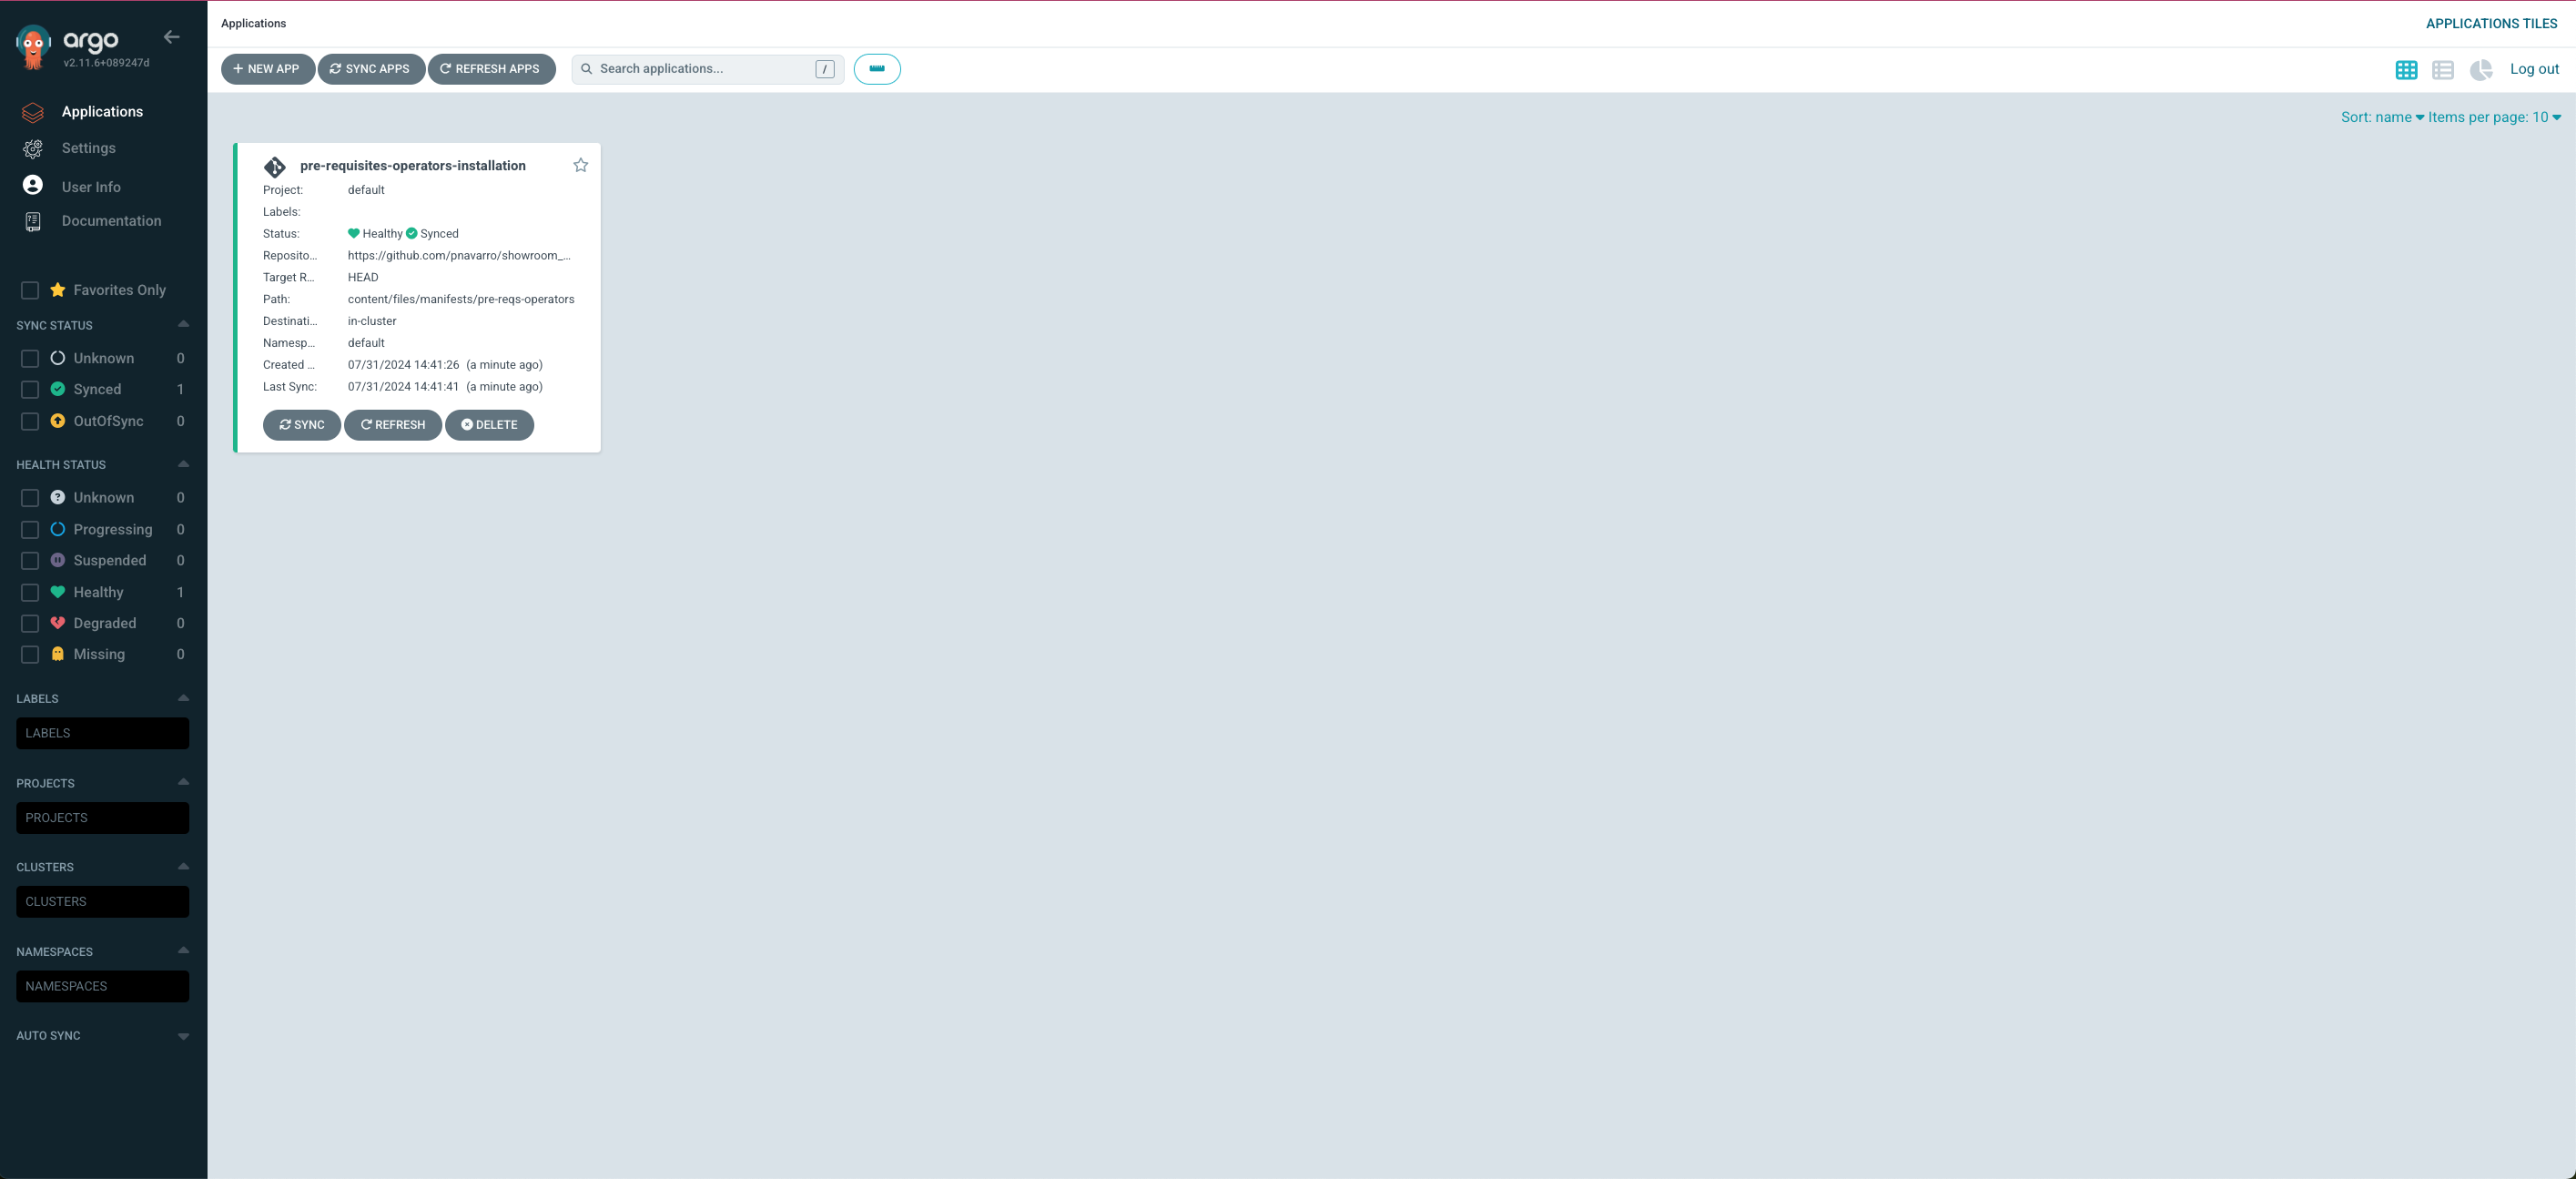 argo
v2.11.6+089247d
Applications
Settings
User Info
Documentation
Favorites Only
SYNC STATUS
Unknown 0
Synced 1
OutOfSync 0
HEALTH STATUS
Unknown 0
Progressing 0
Suspended 0
Healthy 1
Degraded 0
Missing 0
LABELS
LABELS
PROJECTS
PROJECTS
CLUSTERS
CLUSTERS
NAMESPACES
NAMESPACES
AUTO SYNC
Applications
APPLICATIONS TILES
NEW APP SYNC APPS REFRESH APPS Search applications... / Log out
Sort: name Items per page: 10
pre-requisites-operators-installation
Project: default
Labels:
Status: Healthy Synced
Reposito... https://github.com/pnavarro/showroom_...
Target R... HEAD
Path: content/files/manifests/pre-reqs-operators
Destinati... in-cluster
Namesp... default
Created ... 07/31/2024 14:41:26 (a minute ago)
Last Sync: 07/31/2024 14:41:41 (a minute ago)
SYNC REFRESH DELETE